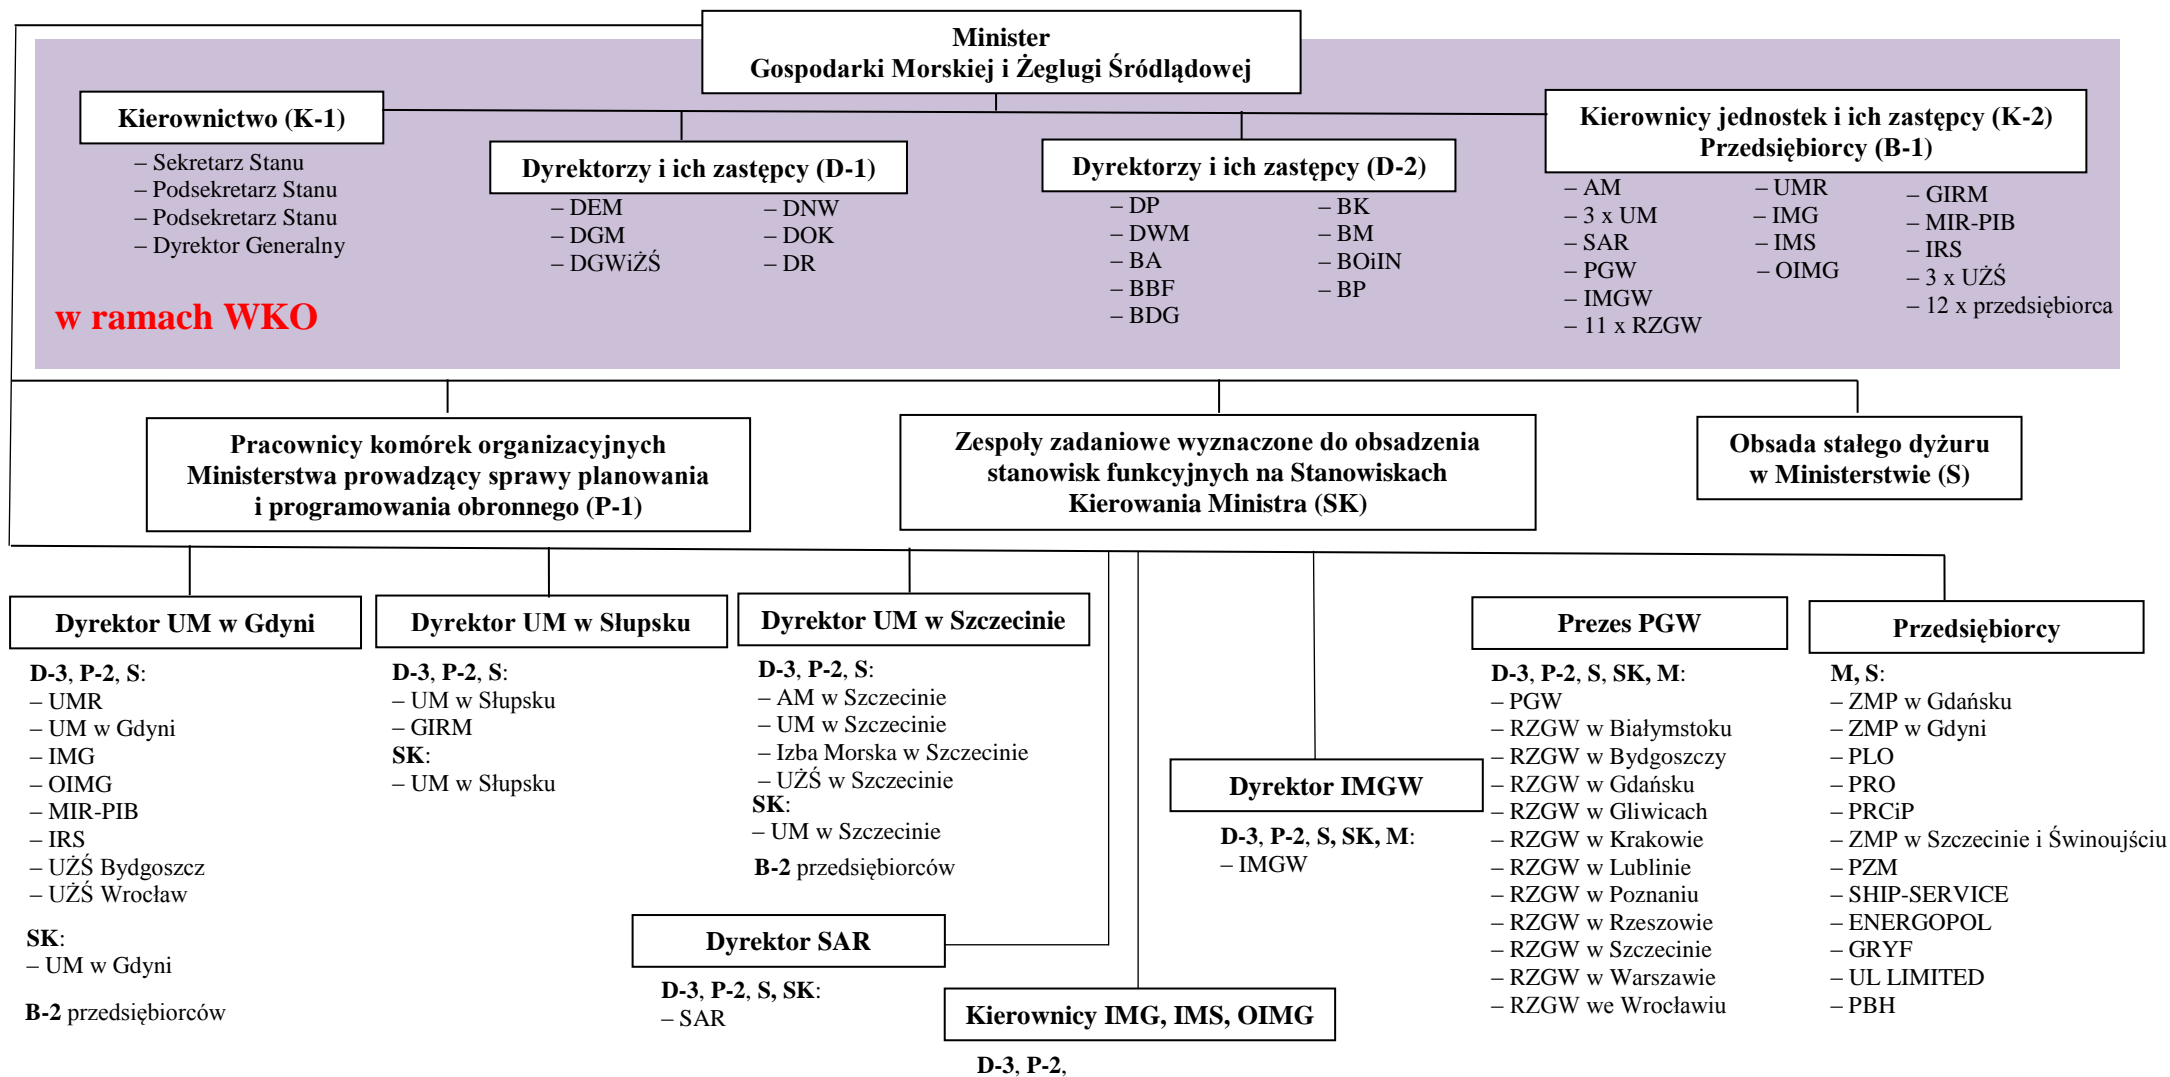 Minister
Gospodarki Morskiej i Żeglugi Śródlądowej
Kierownictwo (K-1)
– Sekretarz Stanu
– Podsekretarz Stanu
– Podsekretarz Stanu
– Dyrektor Generalny
w ramach WKO
Dyrektorzy i ich zastępcy (D-1)
– DEM
– DGM
– DGWiŻŚ
– DNW
– DOK
– DR
Dyrektorzy i ich zastępcy (D-2)
– DP
– DWM
– BA
– BBF
– BDG
– BK
– BM
– BOiIN
– BP
Kierownicy jednostek i ich zastępcy (K-2)
Przedsiębiorcy (B-1)
– AM
– 3 x UM
– SAR
– PGW
– IMGW
– 11 x RZGW
– UMR
– IMG
– IMS
– OIMG
– GIRM
– MIR-PIB
– IRS
– 3 x UŻŚ
– 12 x przedsiębiorca
Pracownicy komórek organizacyjnych
Ministerstwa prowadzący sprawy planowania
i programowania obronnego (P-1)
Zespoły zadaniowe wyznaczone do obsadzenia
stanowisk funkcyjnych na Stanowiskach
Kierowania Ministra (SK)
Obsada stałego dyżuru
w Ministerstwie (S)
Dyrektor UM w Gdyni
D-3, P-2, S:
– UMR
– UM w Gdyni
– IMG
– OIMG
– MIR-PIB
– IRS
– UŻŚ Bydgoszcz
– UŻŚ Wrocław
SK:
– UM w Gdyni
B-2 przedsiębiorców
Dyrektor UM w Słupsku
D-3, P-2, S:
– UM w Słupsku
– GIRM
SK:
– UM w Słupsku
Dyrektor UM w Szczecinie
D-3, P-2, S:
– AM w Szczecinie
– UM w Szczecinie
– Izba Morska w Szczecinie
– UŻŚ w Szczecinie
SK:
– UM w Szczecinie
B-2 przedsiębiorców
Dyrektor SAR
D-3, P-2, S, SK:
– SAR
Kierownicy IMG, IMS, OIMG
D-3, P-2,
Dyrektor IMGW
D-3, P-2, S, SK, M:
– IMGW
Prezes PGW
D-3, P-2, S, SK, M:
– PGW
– RZGW w Białymstoku
– RZGW w Bydgoszczy
– RZGW w Gdańsku
– RZGW w Gliwicach
– RZGW w Krakowie
– RZGW w Lublinie
– RZGW w Poznaniu
– RZGW w Rzeszowie
– RZGW w Szczecinie
– RZGW w Warszawie
– RZGW we Wrocławiu
Przedsiębiorcy
M, S:
– ZMP w Gdańsku
– ZMP w Gdyni
– PLO
– PRO
– PRCiP
– ZMP w Szczecinie i Świnoujściu
– PZM
– SHIP-SERVICE
– ENERGOPOL
– GRYF
– UL LIMITED
– PBH